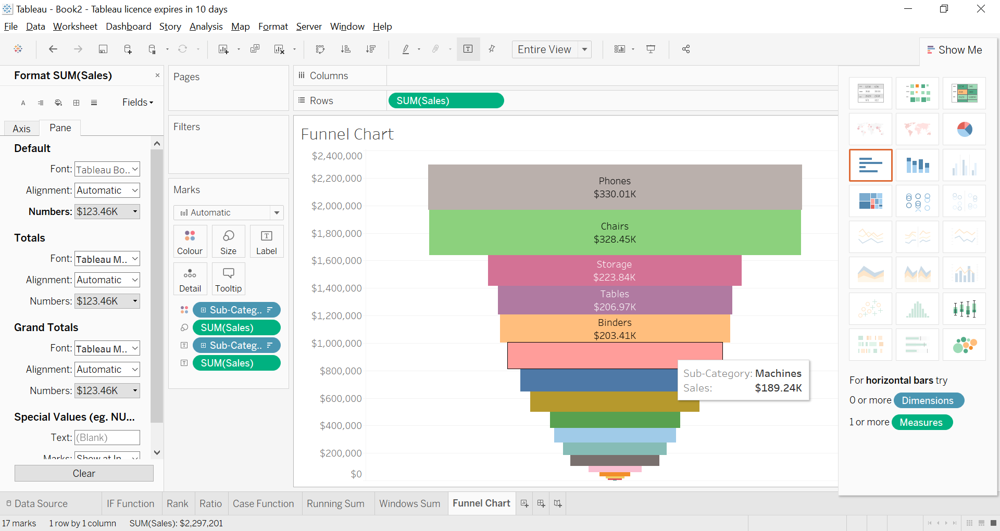 Tableau - Book2 - Tableau licence expires in 10 days
File Data Worksheet Dashboard Story Analysis Map Format Server Window Help
Entire View
Show Me
Format SUM(Sales)
Fields
Axis
Pane
Default
Font: Tableau Bo..
Alignment: Automatic
Numbers: $123.46K
Totals
Font: Tableau M..
Alignment: Automatic
Numbers: $123.46K
Grand Totals
Font: Tableau M..
Alignment: Automatic
Numbers: $123.46K
Special Values (eg. NU...
Text: (Blank)
Marks: Show at In
Clear
Pages
Filters
Marks
Automatic
Colour
Size
Label
Detail
Tooltip
Sub-Categ..
SUM(Sales)
Sub-Categ..
SUM(Sales)
Columns
Rows
SUM(Sales)
Funnel Chart
$2,400,000
$2,200,000
$2,000,000
$1,800,000
$1,600,000
$1,400,000
$1,200,000
$1,000,000
$800,000
$600,000
$400,000
$200,000
$0
Phones
$330.01K
Chairs
$328.45K
Storage
$223.84K
Tables
$206.97K
Binders
$203.41K
Sub-Category: Machines
Sales: $189.24K
For horizontal bars try
0 or more Dimensions
1 or more Measures
Data Source
IF Function
Rank
Ratio
Case Function
Running Sum
Windows Sum
Funnel Chart
17 marks
1 row by 1 column
SUM(Sales): $2,297,201